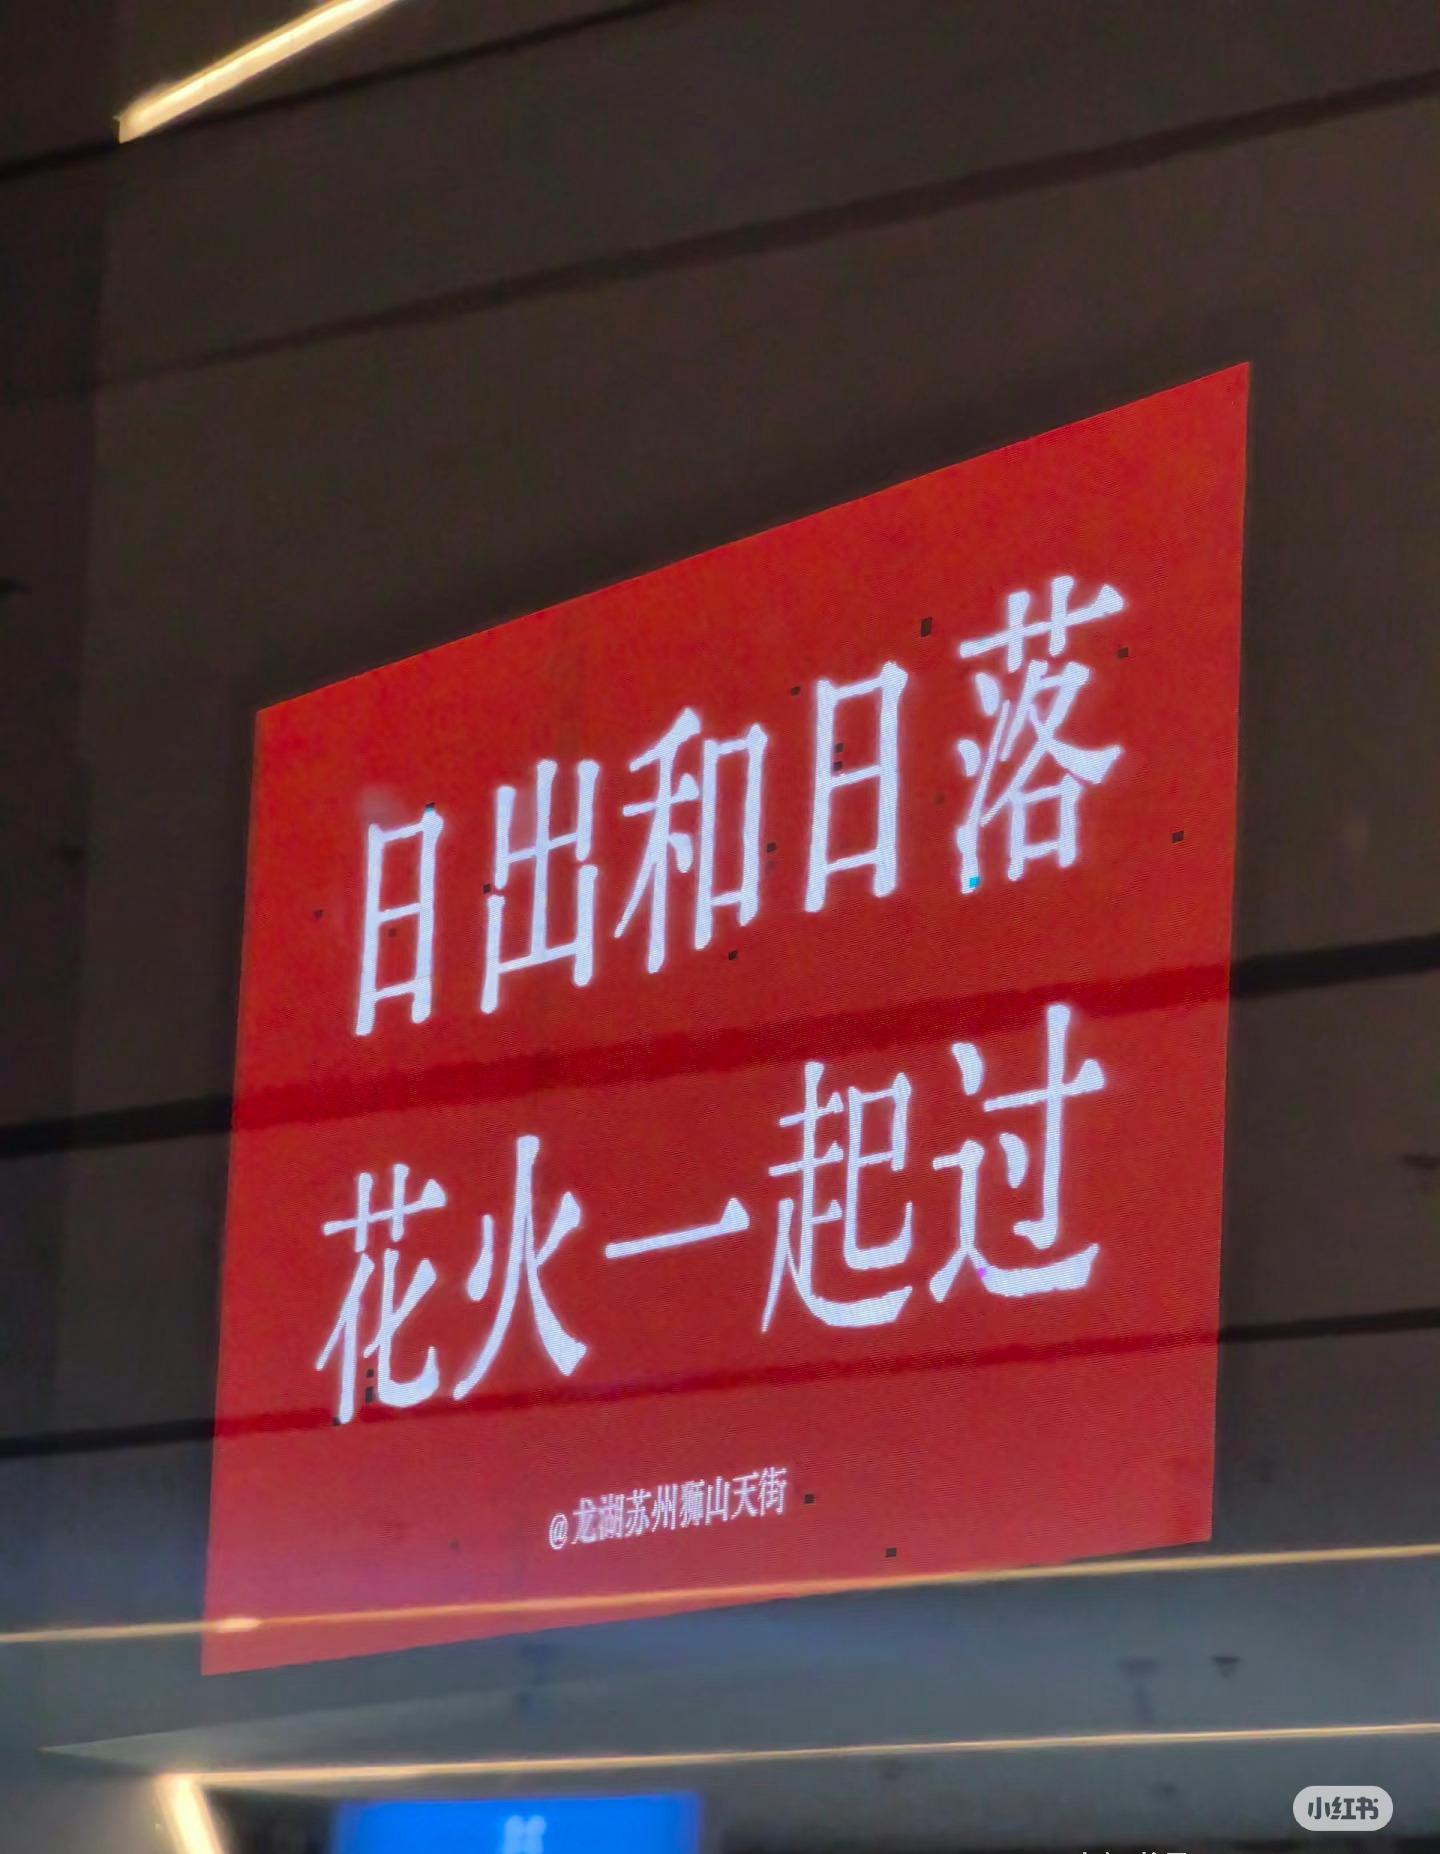 日出和日落
花火一起过
@龙湖苏州狮山天街
小红书